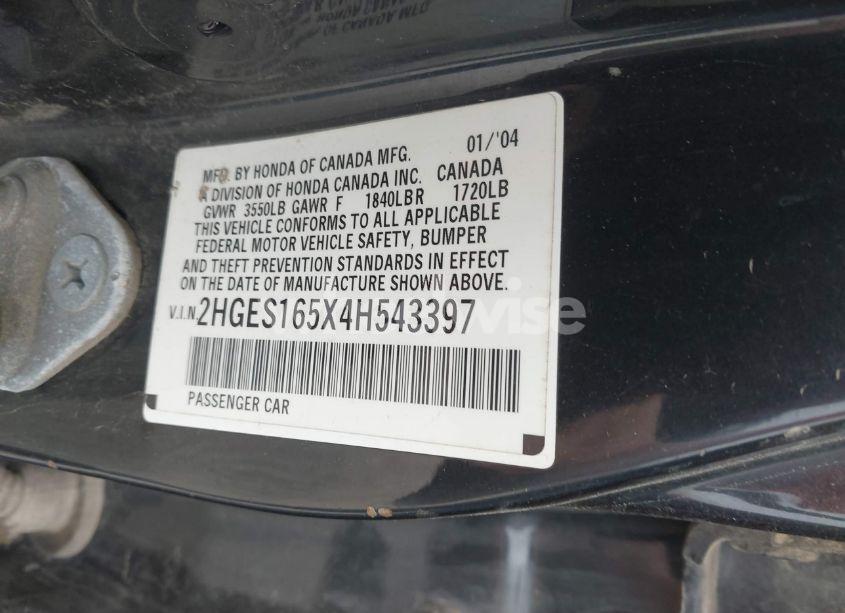 01/'04
MFD. BY HONDA OF CANADA MFG.
A DIVISION OF HONDA CANADA INC. CANADA
GVWR 3550LB GAWR F 1840LBR 1720LB
THIS VEHICLE CONFORMS TO ALL APPLICABLE
FEDERAL MOTOR VEHICLE SAFETY, BUMPER
AND THEFT PREVENTION STANDARDS IN EFFECT
ON THE DATE OF MANUFACTURE SHOWN ABOVE.
V.I.N. 2HGES165X4H543397
PASSENGER CAR